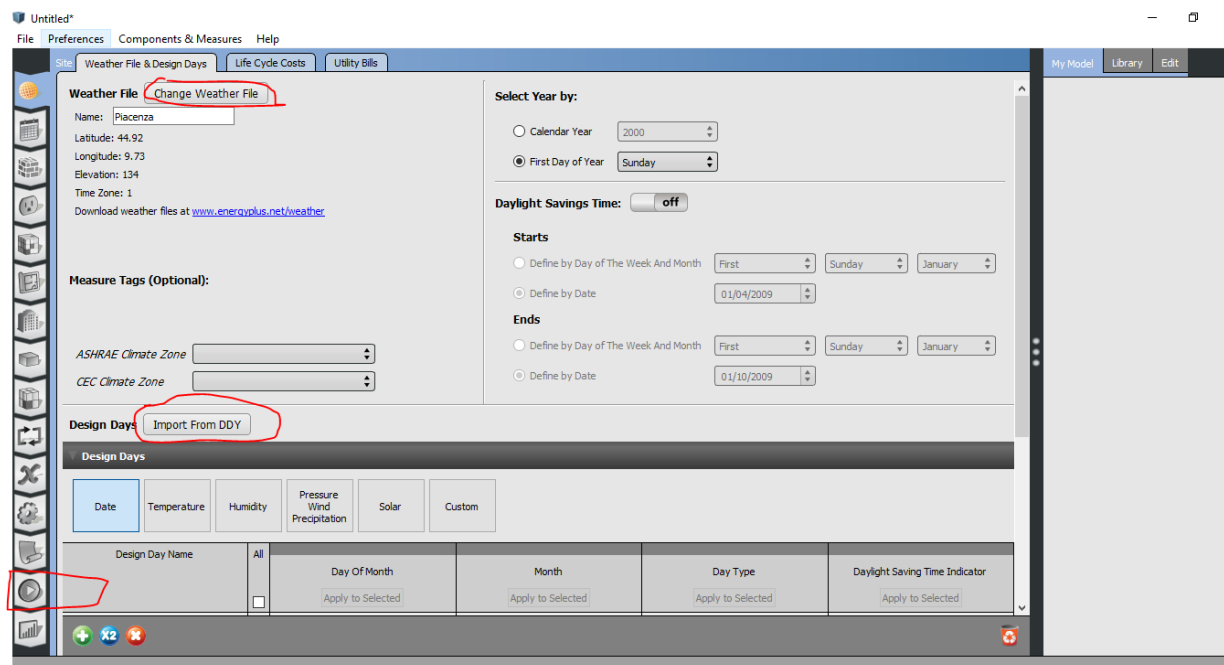 Untitled*
File Preferences Components & Measures Help
Site Weather File & Design Days Life Cycle Costs Utility Bills
My Model Library Edit
Weather File Change Weather File
Name: Piacenza
Latitude: 44.92
Longitude: 9.73
Elevation: 134
Time Zone: 1
Download weather files at www.energyplus.net/weather
Measure Tags (Optional):
ASHRAE Climate Zone
CEC Climate Zone
Select Year by:
Calendar Year 2000
First Day of Year Sunday
Daylight Savings Time: off
Starts
Define by Day of The Week And Month First Sunday January
Define by Date 01/04/2009
Ends
Define by Day of The Week And Month First Sunday January
Define by Date 01/10/2009
Design Days Import From DDY
Design Days
Date
Temperature
Humidity
Pressure
Wind
Precipitation
Solar
Custom
Design Day Name
All
Day Of Month
Month
Day Type
Daylight Saving Time Indicator
Apply to Selected
Apply to Selected
Apply to Selected
Apply to Selected
X2